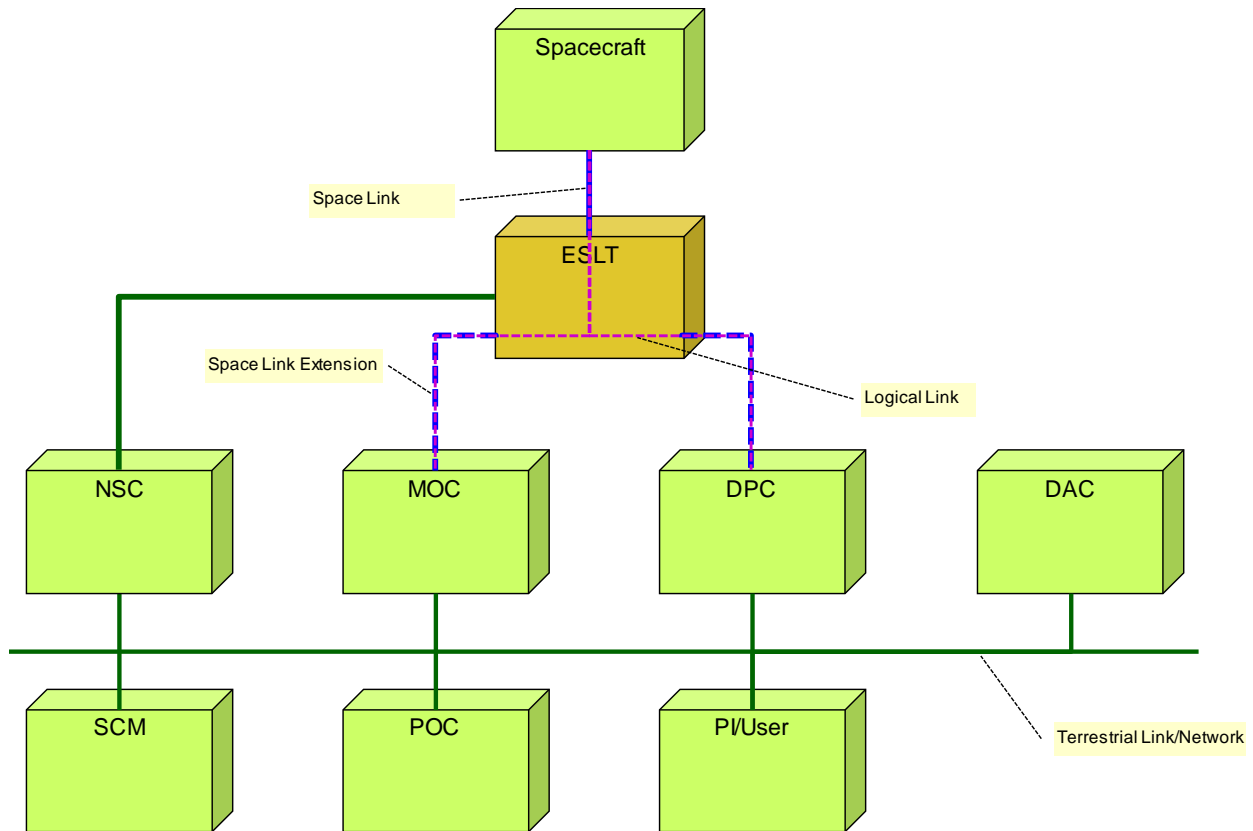 Spacecraft
Space Link
ESLT
Space Link Extension
Logical Link
NSC
MOC
DPC
DAC
SCM
POC
PI/User
Terrestrial Link/Network